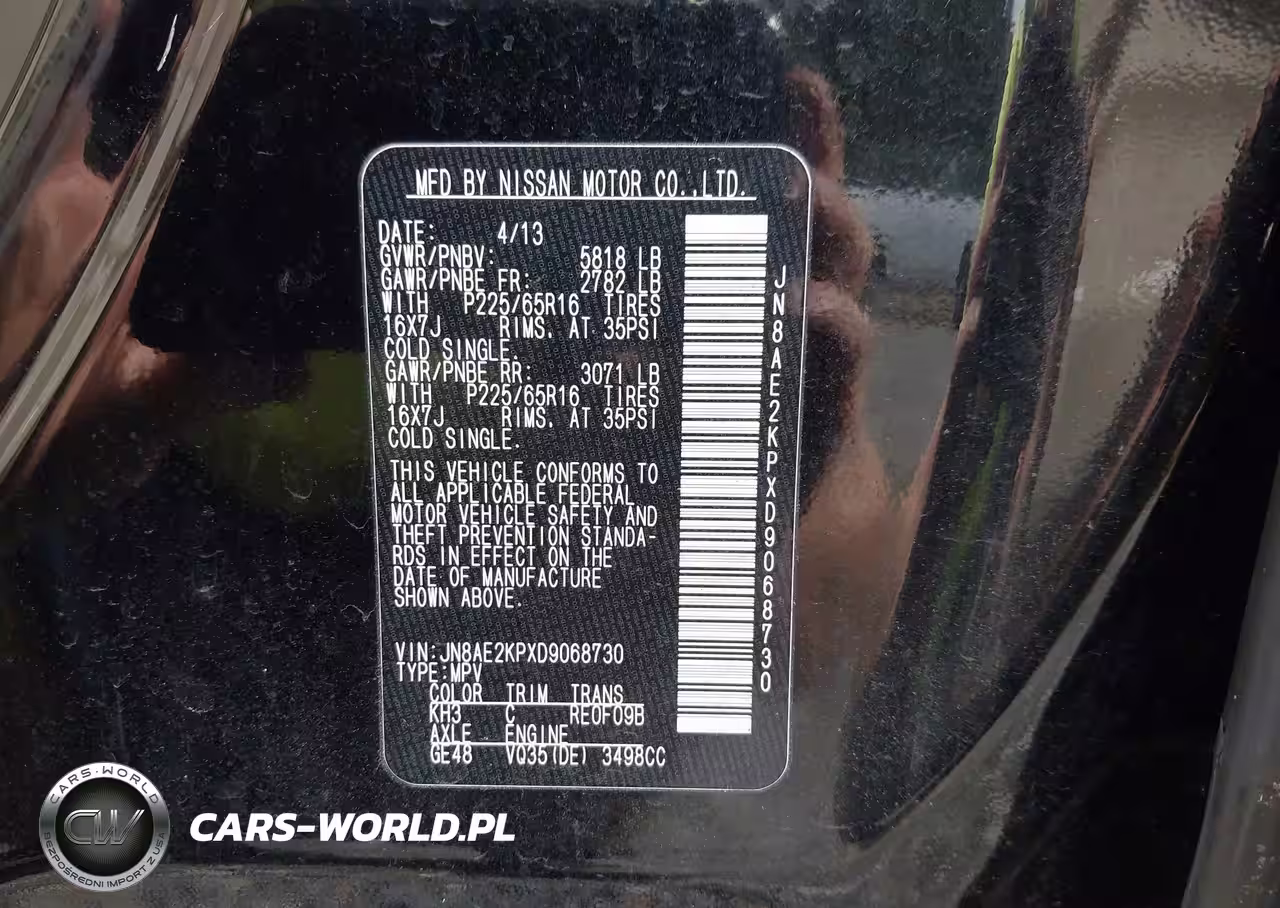 MFD BY NISSAN MOTOR CO.,LTD.
DATE: 4/13
GVWR/PNBV: 5818 LB
GAWR/PNBE FR: 2782 LB
WITH P225/65R16 TIRES
16X7J RIMS. AT 35PSI
COLD SINGLE.
GAWR/PNBE RR: 3071 LB
WITH P225/65R16 TIRES
16X7J RIMS. AT 35PSI
COLD SINGLE.
THIS VEHICLE CONFORMS TO
ALL APPLICABLE FEDERAL
MOTOR VEHICLE SAFETY AND
THEFT PREVENTION STANDA-
RDS IN EFFECT ON THE
DATE OF MANUFACTURE
SHOWN ABOVE.
VIN:JN8AE2KPXD9068730
TYPE:MPV
COLOR TRIM TRANS
KH3 C RE0F09B
AXLE ENGINE
GE48 VQ35(DE) 3498CC
JN8AE2KPXD9068730
CARS-WORLD
CW
BEZPOŚREDNI IMPORT Z USA
CARS-WORLD.PL